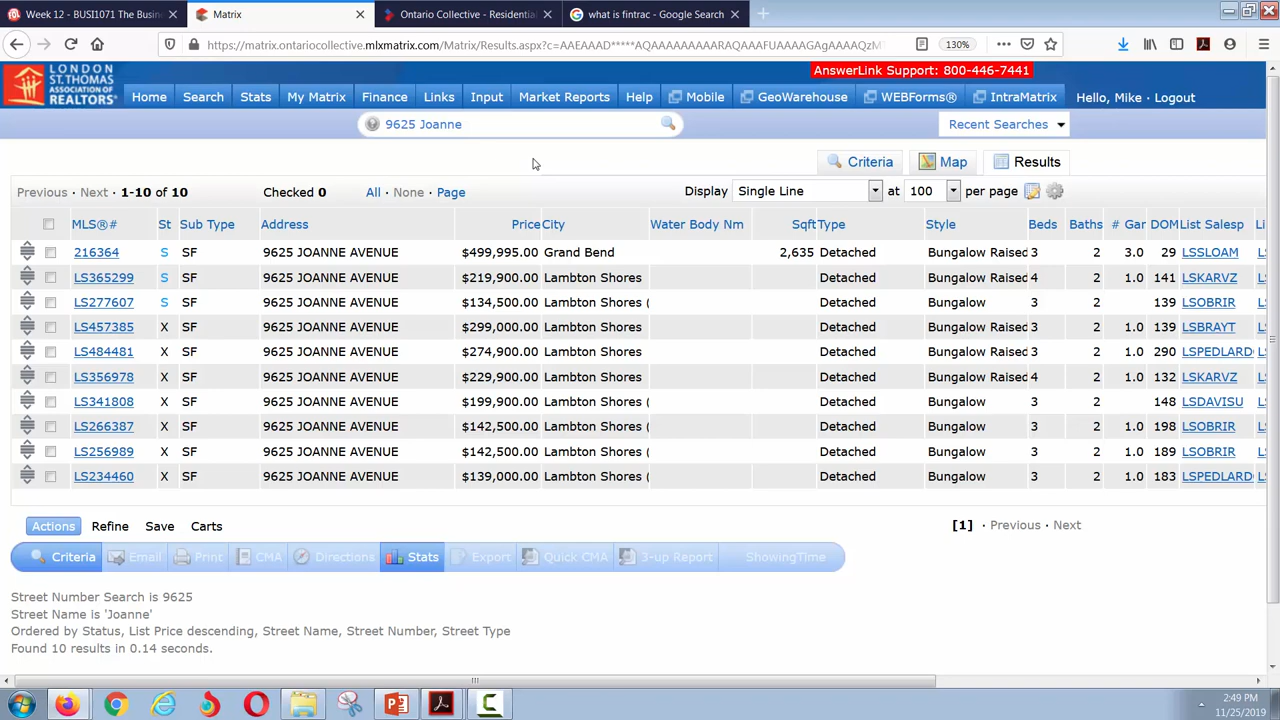 Week 12 - BUSI1071 The Busin
Matrix
Ontario Collective - Residentia
what is fintrac - Google Search
https://matrix.ontariocollective.mlxmatrix.com/Matrix/Results.aspx?c=
130%
AnswerLink Support: 800-446-7441
LONDON
ST.THOMAS
ASSOCIATION OF
REALTORS®
Home Search Stats My Matrix Finance Links Input Market Reports Help Mobile GeoWarehouse WEBForms® IntraMatrix Hello, Mike · Logout
9625 Joanne
Recent Searches
Criteria Map Results
Previous · Next · 1-10 of 10 Checked 0 All · None · Page Display Single Line at 100 per page
MLS®# St Sub Type Address Price City Water Body Nm Sqft Type Style Beds Baths # Gar DOM List Salesp Li
216364 S SF 9625 JOANNE AVENUE $499,995.00 Grand Bend 2,635 Detached Bungalow Raised 3 2 3.0 29 LSSLOAM
LS365299 S SF 9625 JOANNE AVENUE $219,900.00 Lambton Shores Detached Bungalow Raised 4 2 1.0 141 LSKARVZ
LS277607 S SF 9625 JOANNE AVENUE $134,500.00 Lambton Shores ( Detached Bungalow 3 2 139 LSOBRIR
LS457385 X SF 9625 JOANNE AVENUE $299,000.00 Lambton Shores Detached Bungalow Raised 3 2 1.0 139 LSBRAYT
LS484481 X SF 9625 JOANNE AVENUE $274,900.00 Lambton Shores Detached Bungalow Raised 3 2 1.0 290 LSPEDLARD
LS356978 X SF 9625 JOANNE AVENUE $229,900.00 Lambton Shores Detached Bungalow Raised 4 2 1.0 132 LSKARVZ
LS341808 X SF 9625 JOANNE AVENUE $199,900.00 Lambton Shores Detached Bungalow 3 2 148 LSDAVISU
LS266387 X SF 9625 JOANNE AVENUE $142,500.00 Lambton Shores ( Detached Bungalow 3 2 1.0 198 LSOBRIR
LS256989 X SF 9625 JOANNE AVENUE $142,500.00 Lambton Shores ( Detached Bungalow 3 2 1.0 189 LSOBRIR
LS234460 X SF 9625 JOANNE AVENUE $139,000.00 Lambton Shores ( Detached Bungalow 3 2 1.0 183 LSPEDLARD
Actions Refine Save Carts [1] · Previous · Next
Criteria Email Print CMA Directions Stats Export Quick CMA 3-up Report ShowingTime
Street Number Search is 9625
Street Name is 'Joanne'
Ordered by Status, List Price descending, Street Name, Street Number, Street Type
Found 10 results in 0.14 seconds.
2:49 PM
11/25/2019